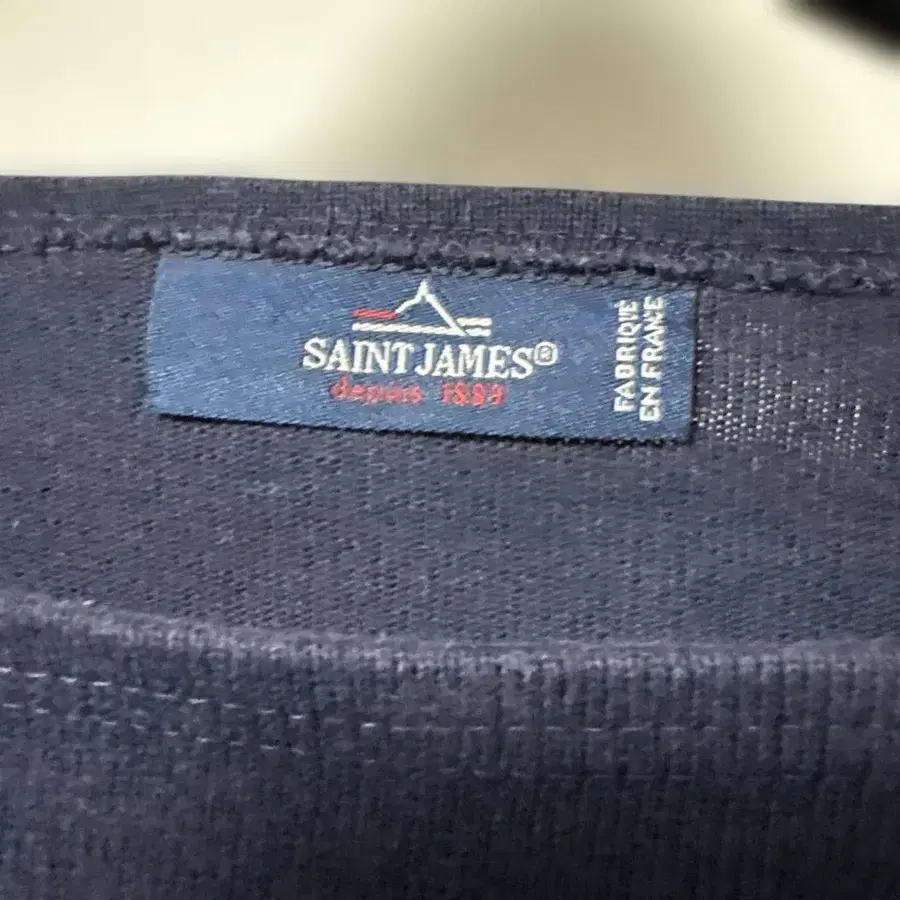 SAINT JAMES®
depuis 1889
FABRIQUÉ
EN FRANCE